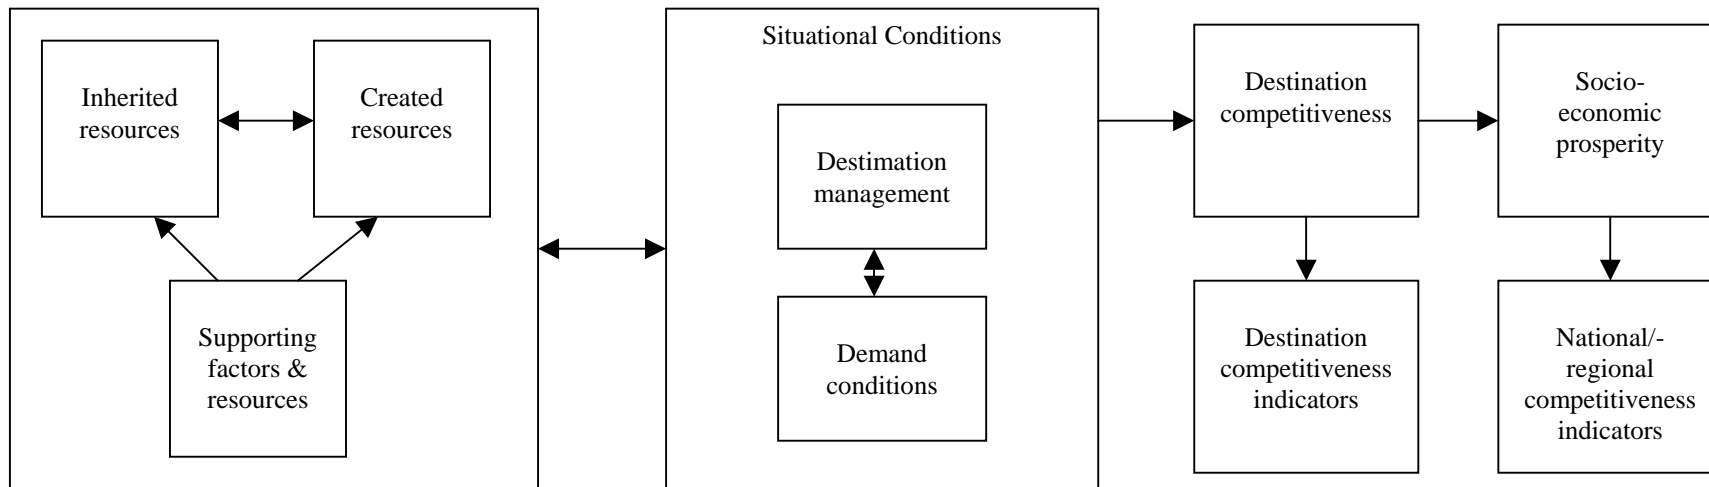 Inherited
resources
Created
resources
Supporting
factors &
resources
Situational Conditions
Destimation
management
Demand
conditions
Destination
competitiveness
Socio-
economic
prosperity
Destination
competitiveness
indicators
National/-
regional
competitiveness
indicators